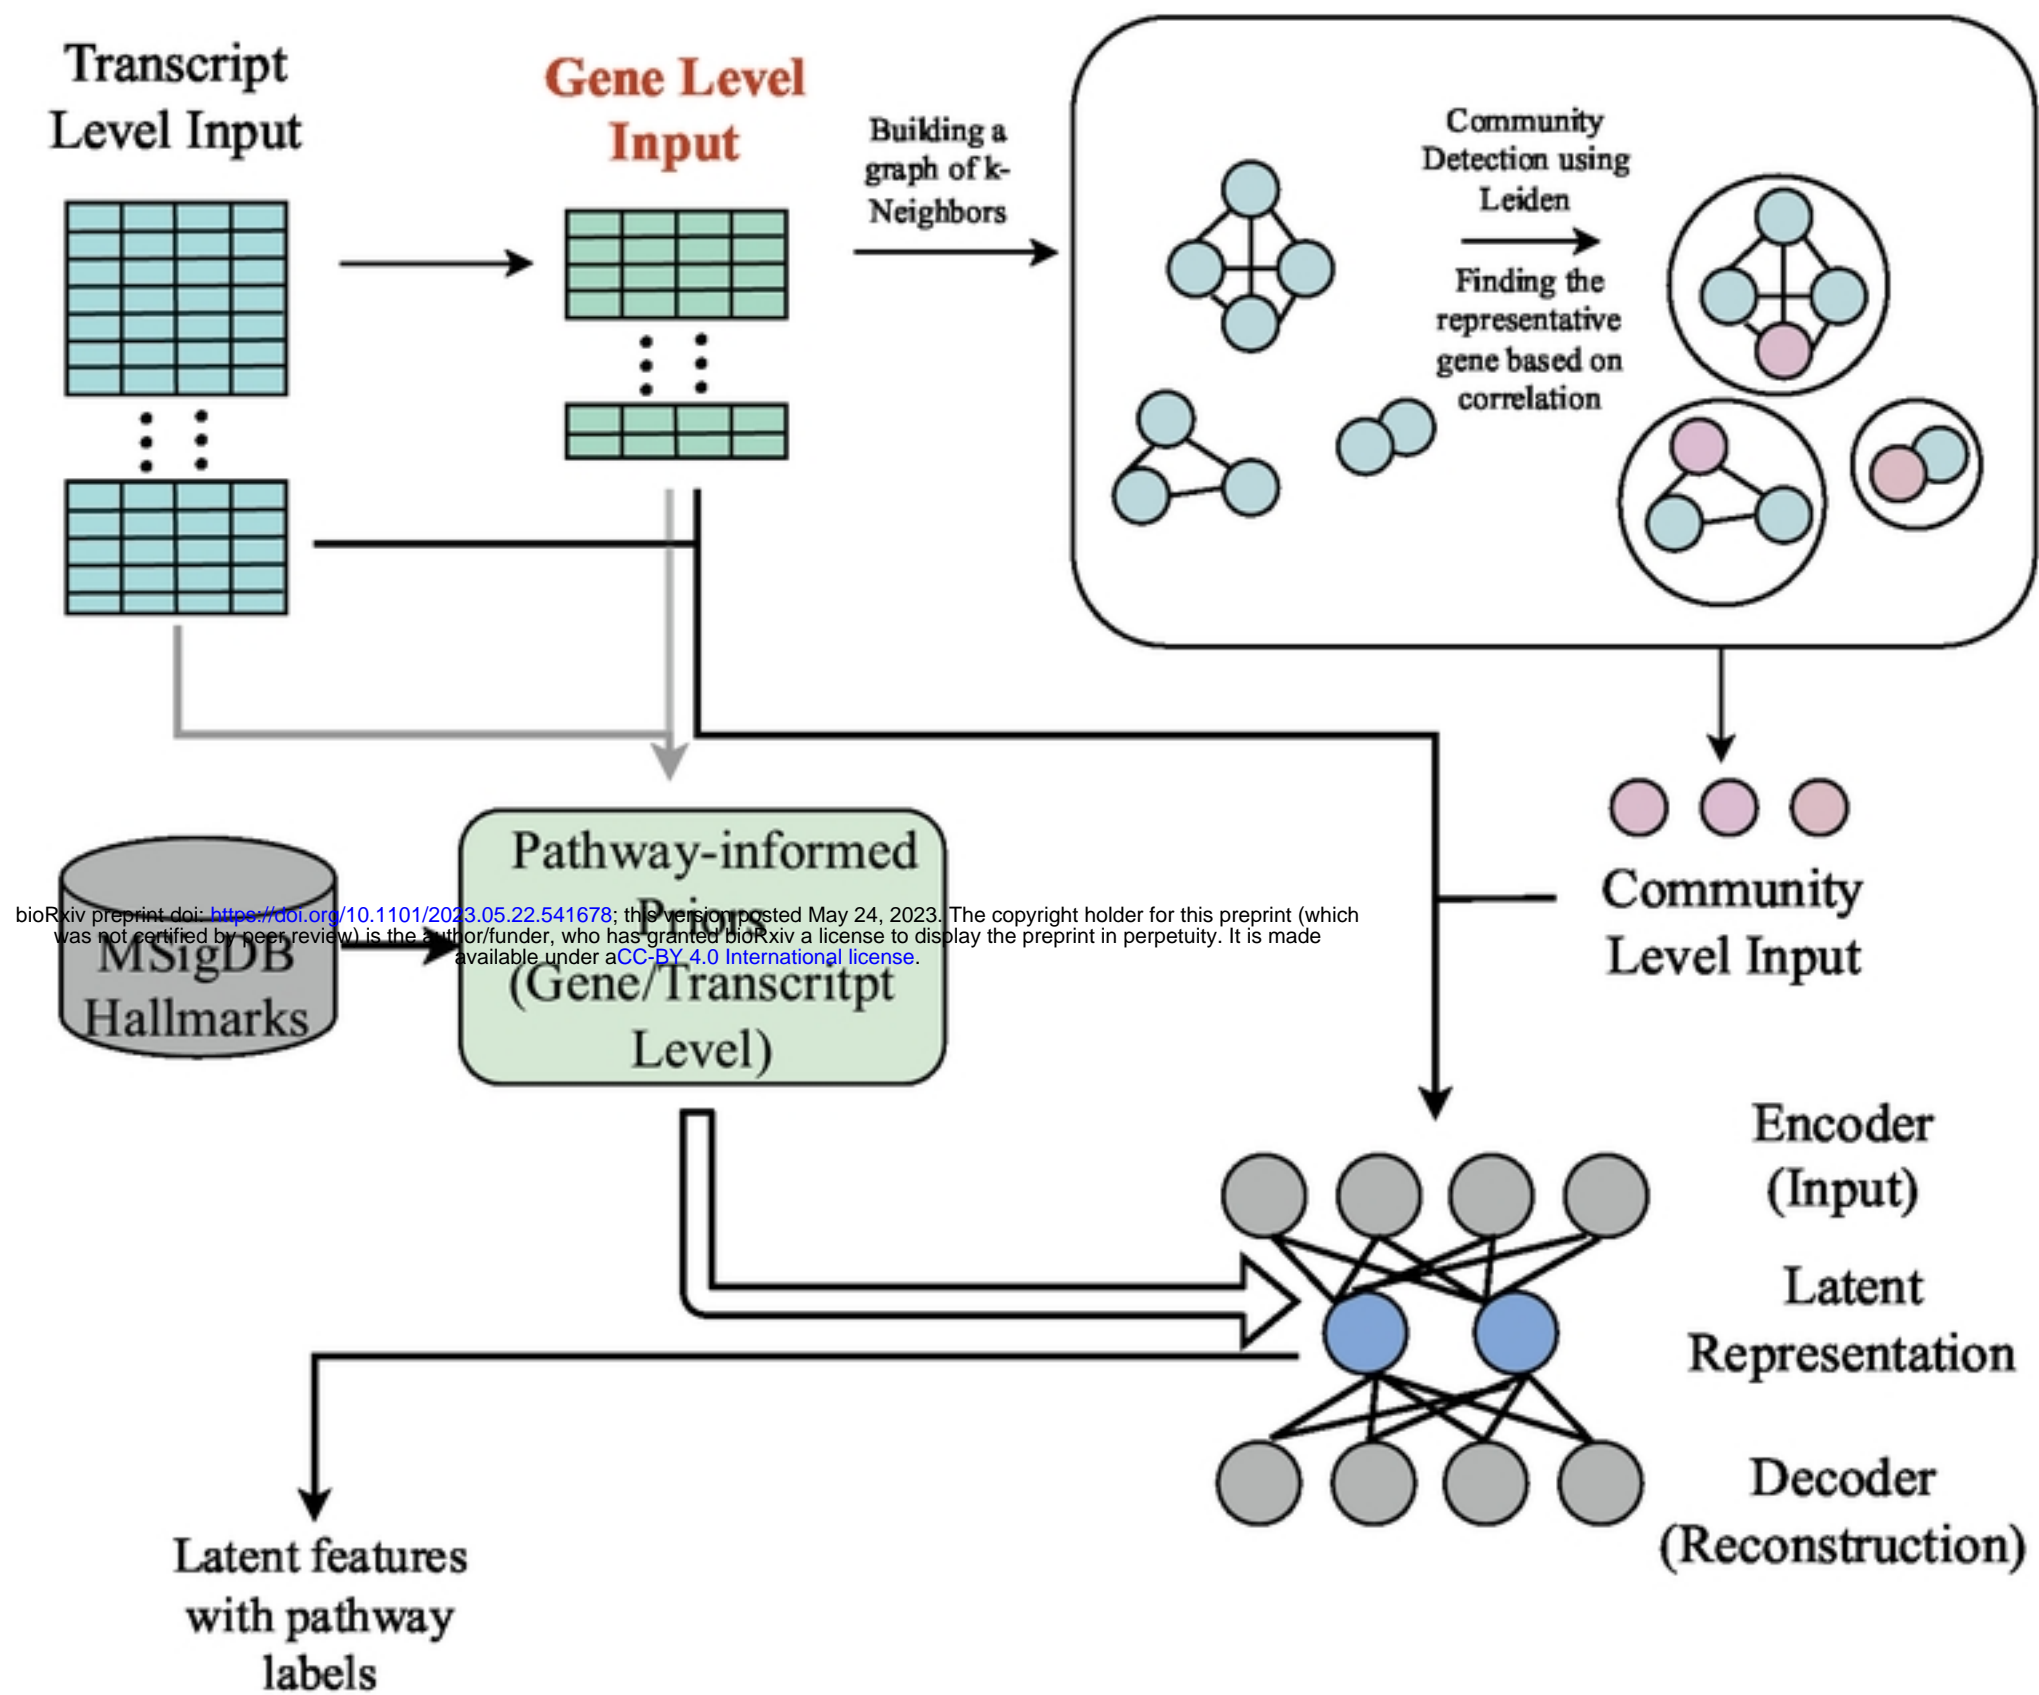 Transcript
Level Input
Gene Level
Input
Building a
graph of k-
Neighbors
Community
Detection using
Leiden
Finding the
representative
gene based on
correlation
Community
Level Input
MSigDB
Hallmarks
Pathway-informed
Priors
(Gene/Transcritpt
Level)
bioRxiv preprint doi: https://doi.org/10.1101/2023.05.22.541678; this version posted May 24, 2023. The copyright holder for this preprint (which
was not certified by peer review) is the author/funder, who has granted bioRxiv a license to display the preprint in perpetuity. It is made
available under aCC-BY 4.0 International license.
Encoder
(Input)
Latent
Representation
Decoder
(Reconstruction)
Latent features
with pathway
labels